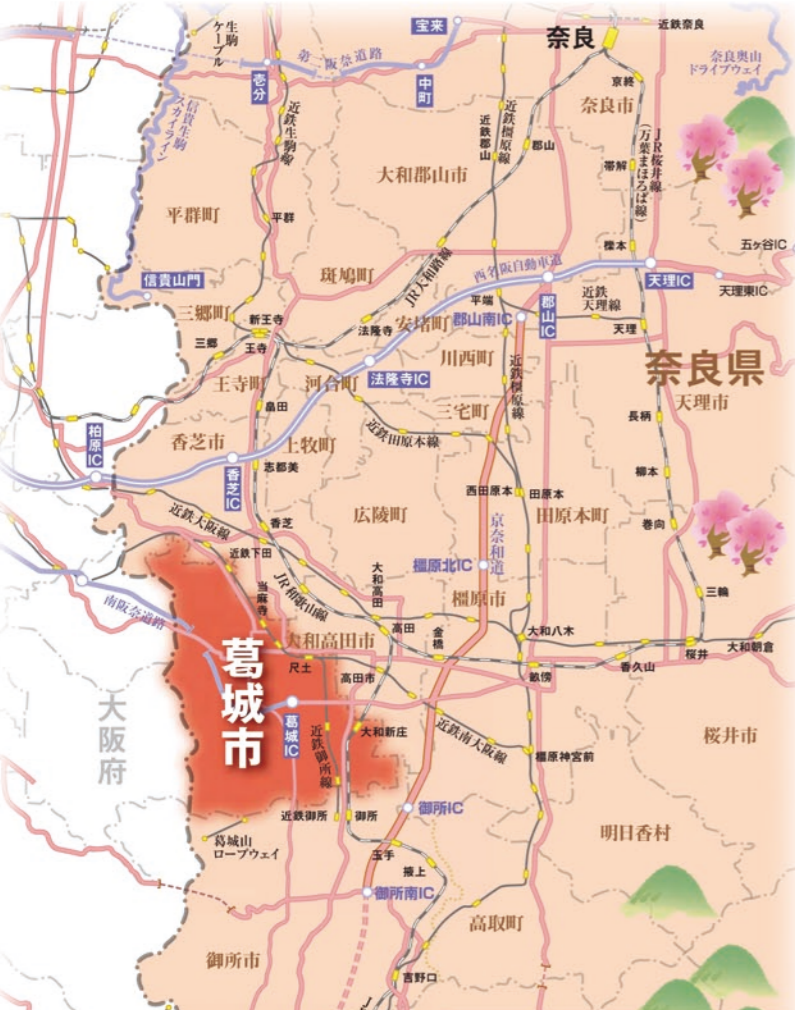 生駒
ケーブル
宝来
近鉄奈良
奈良
第二阪奈道路
奈良奥山
ドライブウェイ
壱分
中町
京終
信貴生駒
スカイライン
近鉄生駒線
近鉄橿原線
近鉄郡山
郡山
奈良市
JR桜井線
(万葉まほろば線)
帯解
大和郡山市
平群町
平群
櫟本
五ヶ谷IC
斑鳩町
JR大和路線
西名阪自動車道
天理IC
天理東IC
信貴山門
三郷町
新王寺
平端
近鉄
天理線
郡山IC
法隆寺
安堵町
郡山南IC
天理
三郷
王寺
川西町
奈良県
王寺町
河合町
法隆寺IC
近鉄橿原線
天理市
畠田
三宅町
長柄
柏原IC
香芝市
上牧町
近鉄田原本線
香芝IC
志都美
柳本
西田原本
田原本
近鉄大阪線
香芝
広陵町
京奈和道
田原本町
巻向
近鉄下田
大和高田
橿原北IC
三輪
南阪奈道路
当麻寺
JR和歌山線
橿原市
大和高田市
高田
金橋
大和八木
桜井
大和朝倉
葛城市
尺土
高田市
畝傍
香久山
大阪府
葛城IC
近鉄御所線
大和新庄
近鉄南大阪線
橿原神宮前
桜井市
近鉄御所
御所
御所IC
葛城山
ロープウェイ
玉手
明日香村
掖上
御所南IC
高取町
御所市
吉野口